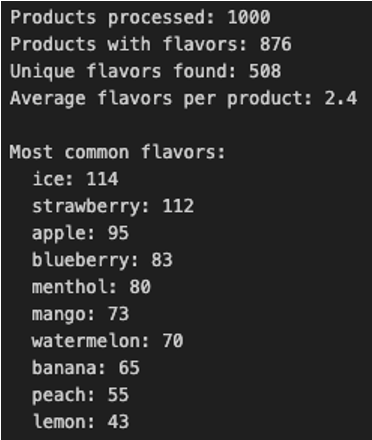 Products processed: 1000
Products with flavors: 876
Unique flavors found: 508
Average flavors per product: 2.4
Most common flavors:
ice: 114
strawberry: 112
apple: 95
blueberry: 83
menthol: 80
mango: 73
watermelon: 70
banana: 65
peach: 55
lemon: 43